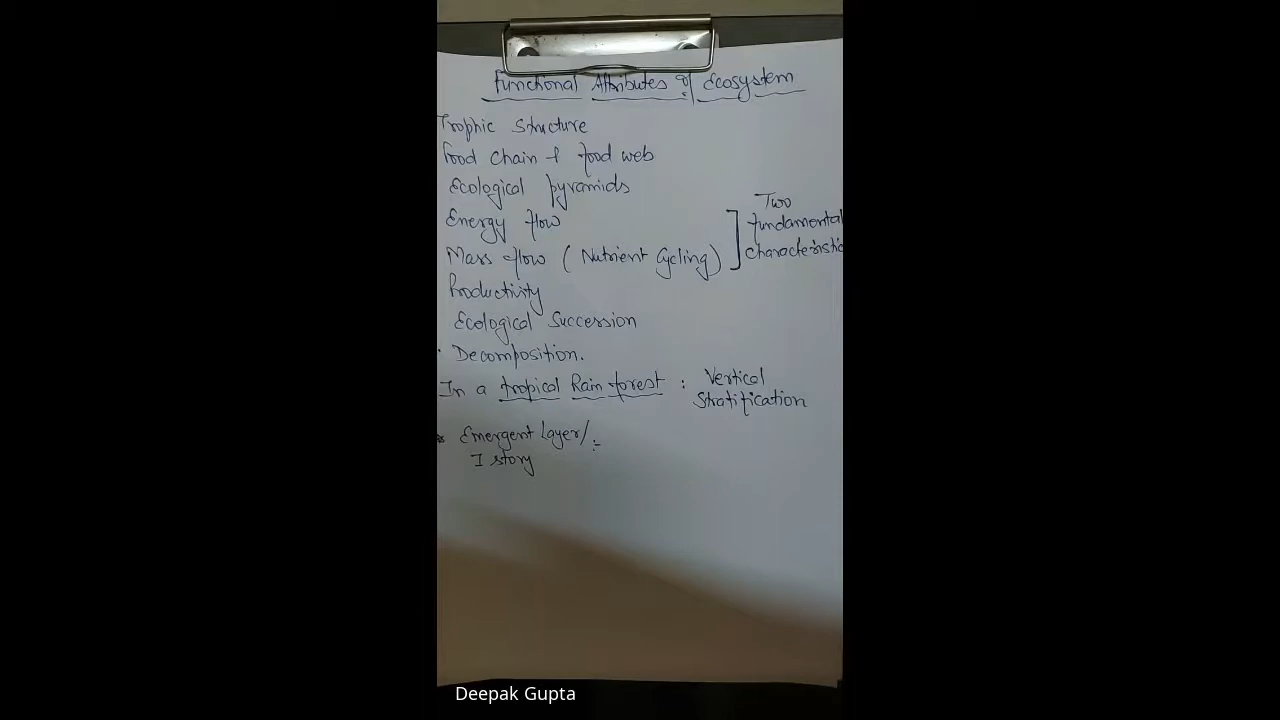 Functional Attributes of Ecosystem
Trophic Structure
Food Chain & food web
Ecological pyramids
Energy flow
Mass flow ( Nutrient Cycling)
] Two
fundamental
characteristic
Productivity
Ecological Succession
· Decomposition.
In a tropical Rain forest : Vertical
Stratification
* Emergent Layer/ :-
I story
Deepak Gupta